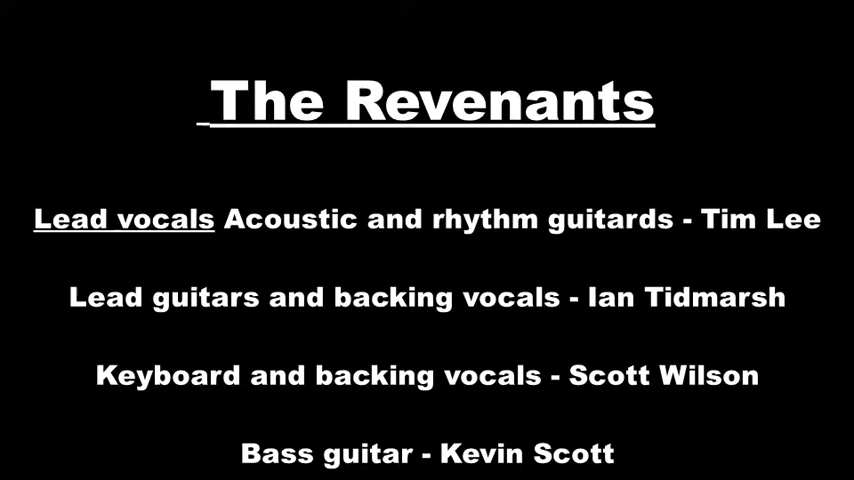 The Revenants
Lead vocals Acoustic and rhythm guitards - Tim Lee
Lead guitars and backing vocals - Ian Tidmarsh
Keyboard and backing vocals - Scott Wilson
Bass guitar - Kevin Scott